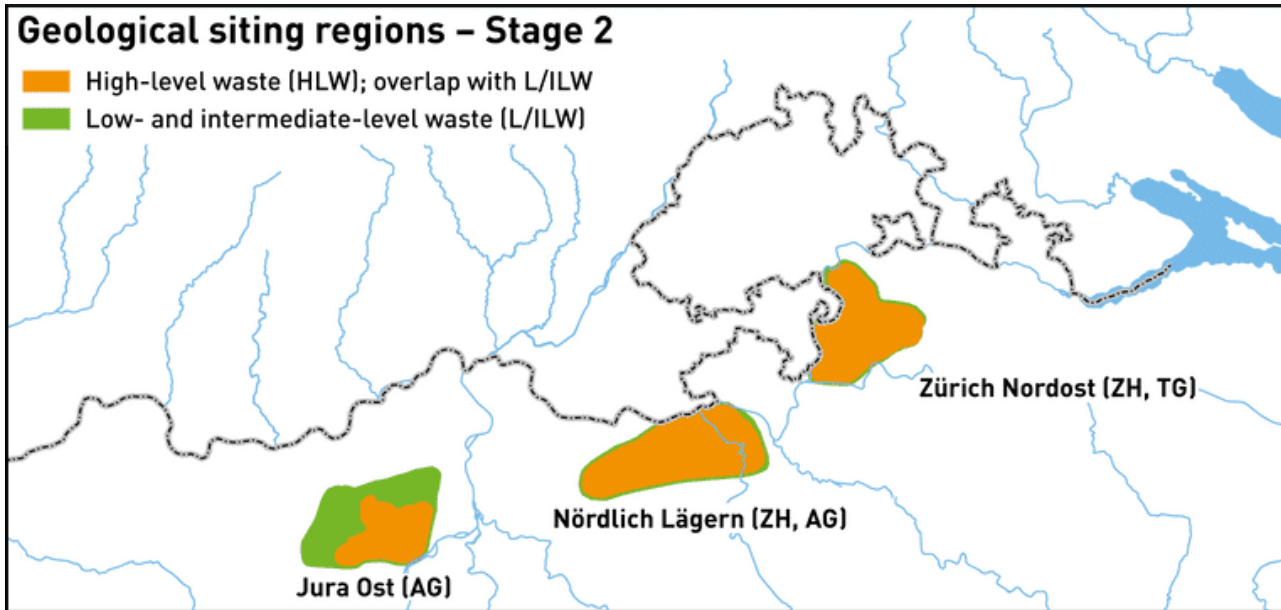 Geological siting regions – Stage 2
High-level waste (HLW); overlap with L/ILW
Low- and intermediate-level waste (L/ILW)
Zürich Nordost (ZH, TG)
Nördlich Lägern (ZH, AG)
Jura Ost (AG)